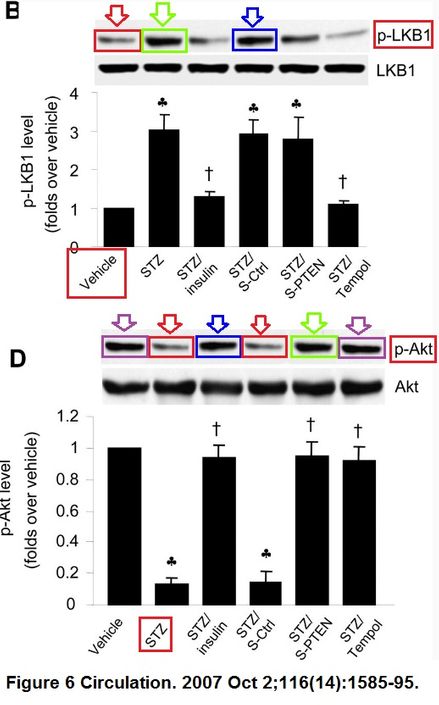 B
p-LKB1
LKB1
p-LKB1 level
(folds over vehicle)
4
3
2
1
0
♣
†
♣
♣
†
Vehicle
STZ
STZ/
insulin
STZ/
S-Ctrl
STZ/
S-PTEN
STZ/
Tempol
D
p-Akt
Akt
p-Akt level
(folds over vehicle)
1.2
1
0.8
0.6
0.4
0.2
0
♣
†
♣
†
†
Vehicle
STZ
STZ/
insulin
STZ/
S-Ctrl
STZ/
S-PTEN
STZ/
Tempol
Figure 6 Circulation. 2007 Oct 2;116(14):1585-95.